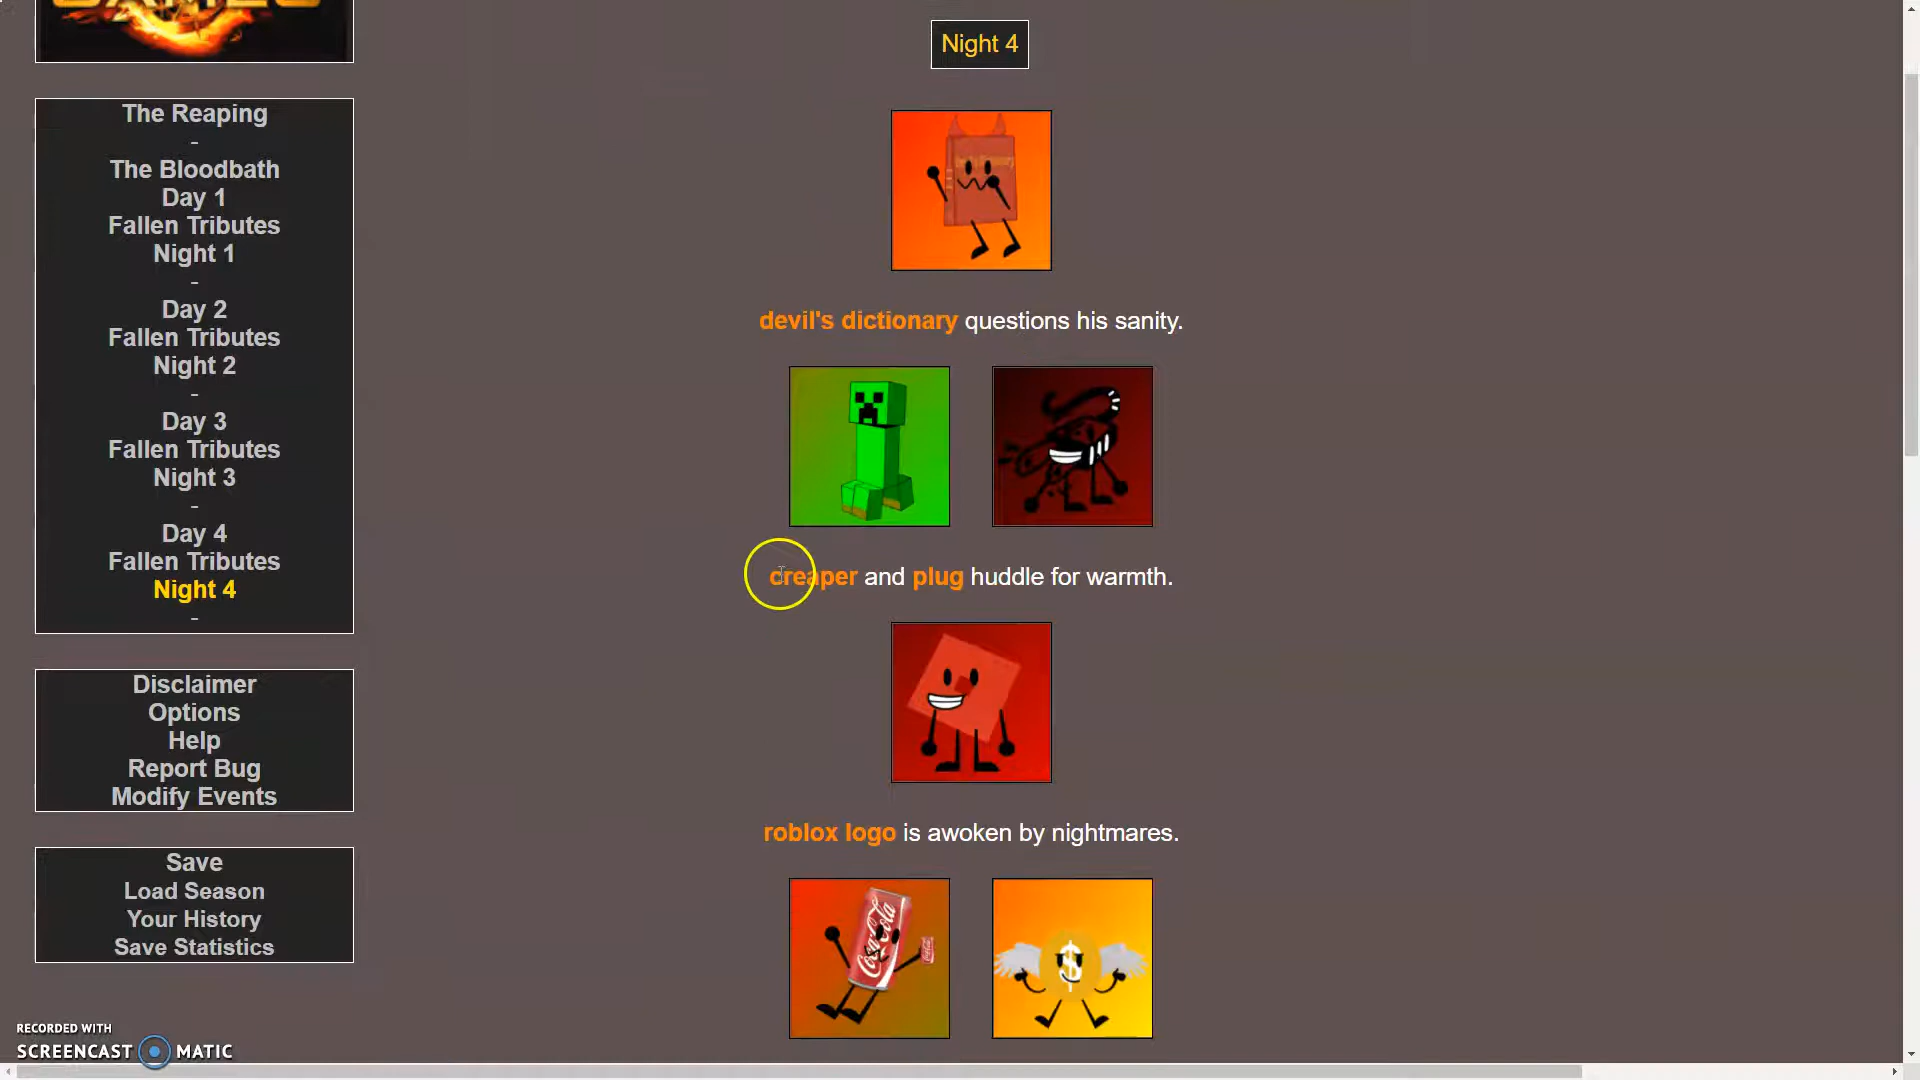 GAMES
Night 4
The Reaping
-
The Bloodbath
Day 1
Fallen Tributes
Night 1
-
Day 2
Fallen Tributes
Night 2
-
Day 3
Fallen Tributes
Night 3
-
Day 4
Fallen Tributes
Night 4
-
Disclaimer
Options
Help
Report Bug
Modify Events
Save
Load Season
Your History
Save Statistics
devil's dictionary questions his sanity.
creaper and plug huddle for warmth.
roblox logo is awoken by nightmares.
Coca-Cola
$
RECORDED WITH
SCREENCAST MATIC